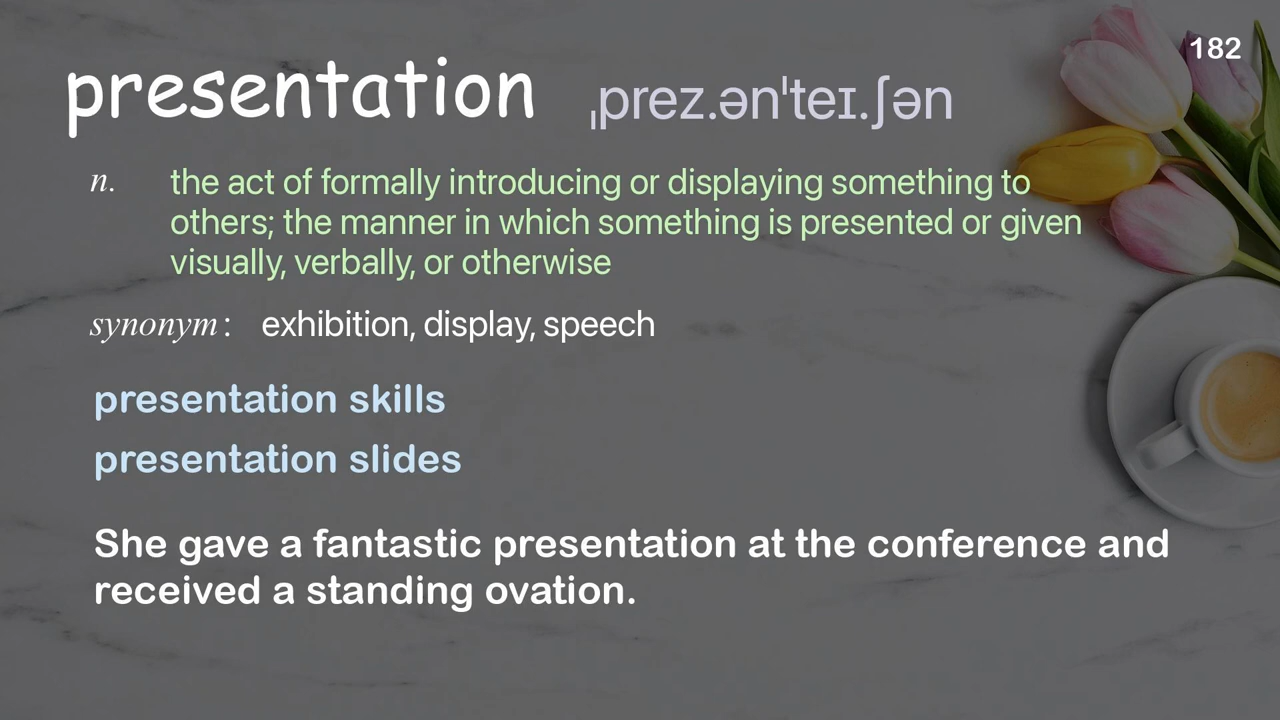 182
presentation ˌprez.ənˈteɪ.ʃən
n. the act of formally introducing or displaying something to
others; the manner in which something is presented or given
visually, verbally, or otherwise
synonym : exhibition, display, speech
presentation skills
presentation slides
She gave a fantastic presentation at the conference and
received a standing ovation.